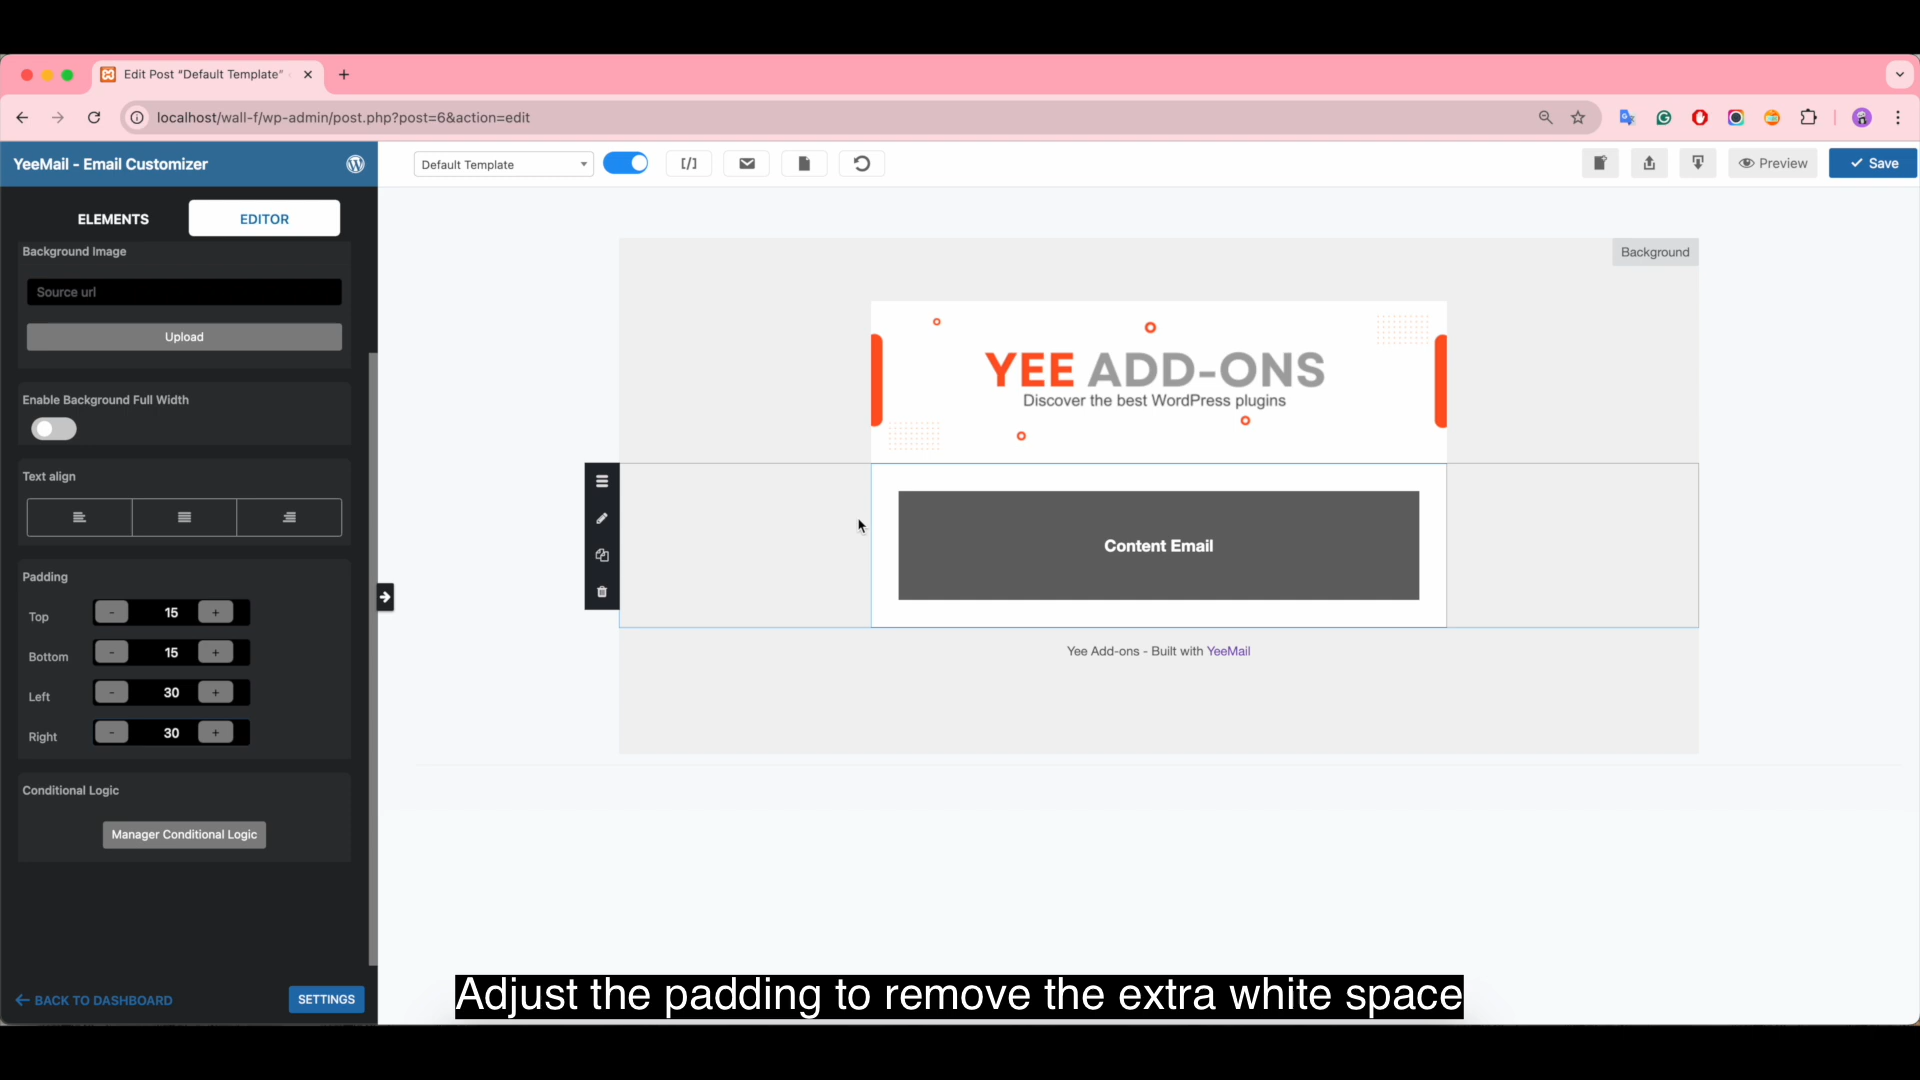 Edit Post “Default Template”
localhost/wall-f/wp-admin/post.php?post=6&action=edit
YeeMail - Email Customizer
Default Template
[/]
Preview
Save
ELEMENTS
EDITOR
Background Image
Source url
Upload
Enable Background Full Width
Text align
Padding
Top - 15 +
Bottom - 15 +
Left - 30 +
Right - 30 +
Conditional Logic
Manager Conditional Logic
BACK TO DASHBOARD
SETTINGS
Background
YEE ADD-ONS
Discover the best WordPress plugins
Content Email
Yee Add-ons - Built with YeeMail
Adjust the padding to remove the extra white space